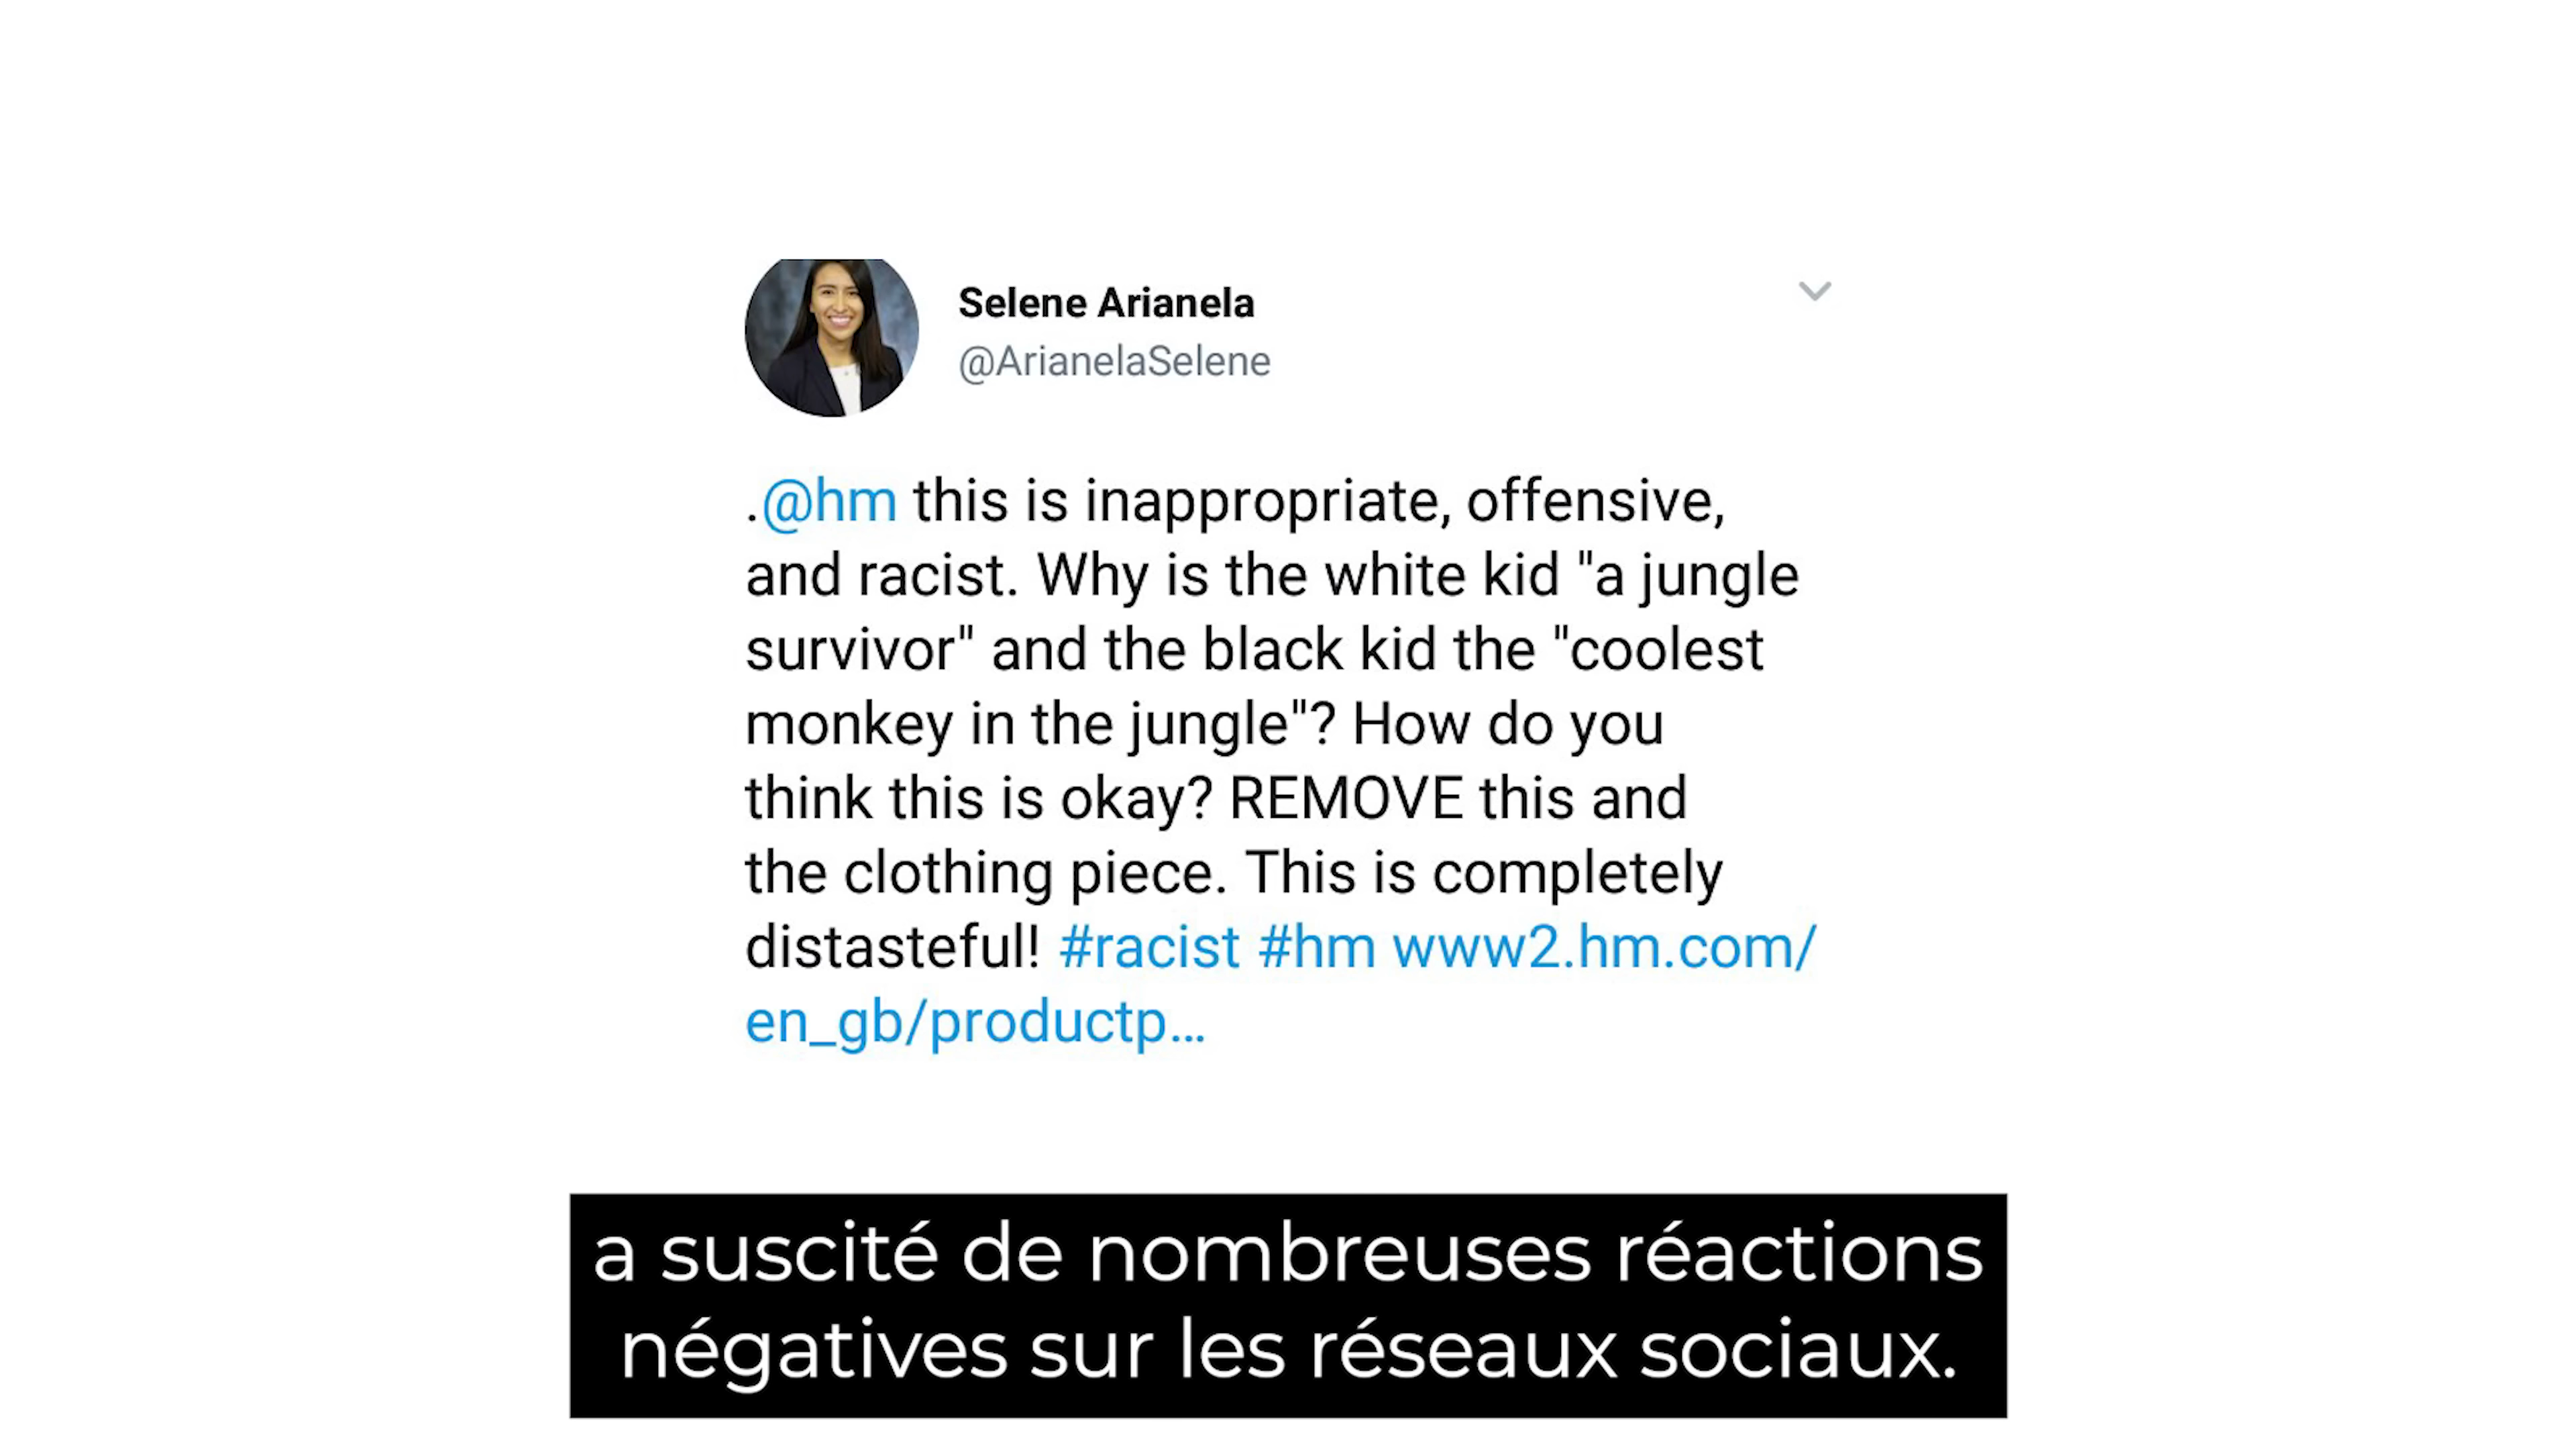 Selene Arianela
@ArianelaSelene
.@hm this is inappropriate, offensive,
and racist. Why is the white kid "a jungle
survivor" and the black kid the "coolest
monkey in the jungle"? How do you
think this is okay? REMOVE this and
the clothing piece. This is completely
distasteful! #racist #hm www2.hm.com/
en_gb/productp…
a suscité de nombreuses réactions
négatives sur les réseaux sociaux.